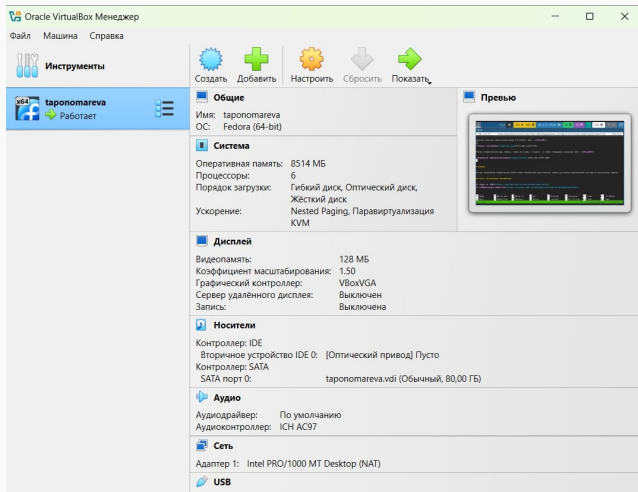 Oracle VirtualBox Менеджер
Файл Машина Справка
Инструменты
Создать Добавить Настроить Сбросить Показать
x64 taponomareva
Работает
Общие
Имя: taponomareva
ОС: Fedora (64-bit)
Превью
Система
Оперативная память: 8514 МБ
Процессоры: 6
Порядок загрузки: Гибкий диск, Оптический диск,
Жёсткий диск
Ускорение: Nested Paging, Паравиртуализация
KVM
Дисплей
Видеопамять: 128 МБ
Коэффициент масштабирования: 1.50
Графический контроллер: VBoxVGA
Сервер удалённого дисплея: Выключен
Запись: Выключена
Носители
Контроллер: IDE
Вторичное устройство IDE 0: [Оптический привод] Пусто
Контроллер: SATA
SATA порт 0: taponomareva.vdi (Обычный, 80,00 ГБ)
Аудио
Аудиодрайвер: По умолчанию
Аудиоконтроллер: ICH AC97
Сеть
Адаптер 1: Intel PRO/1000 MT Desktop (NAT)
USB